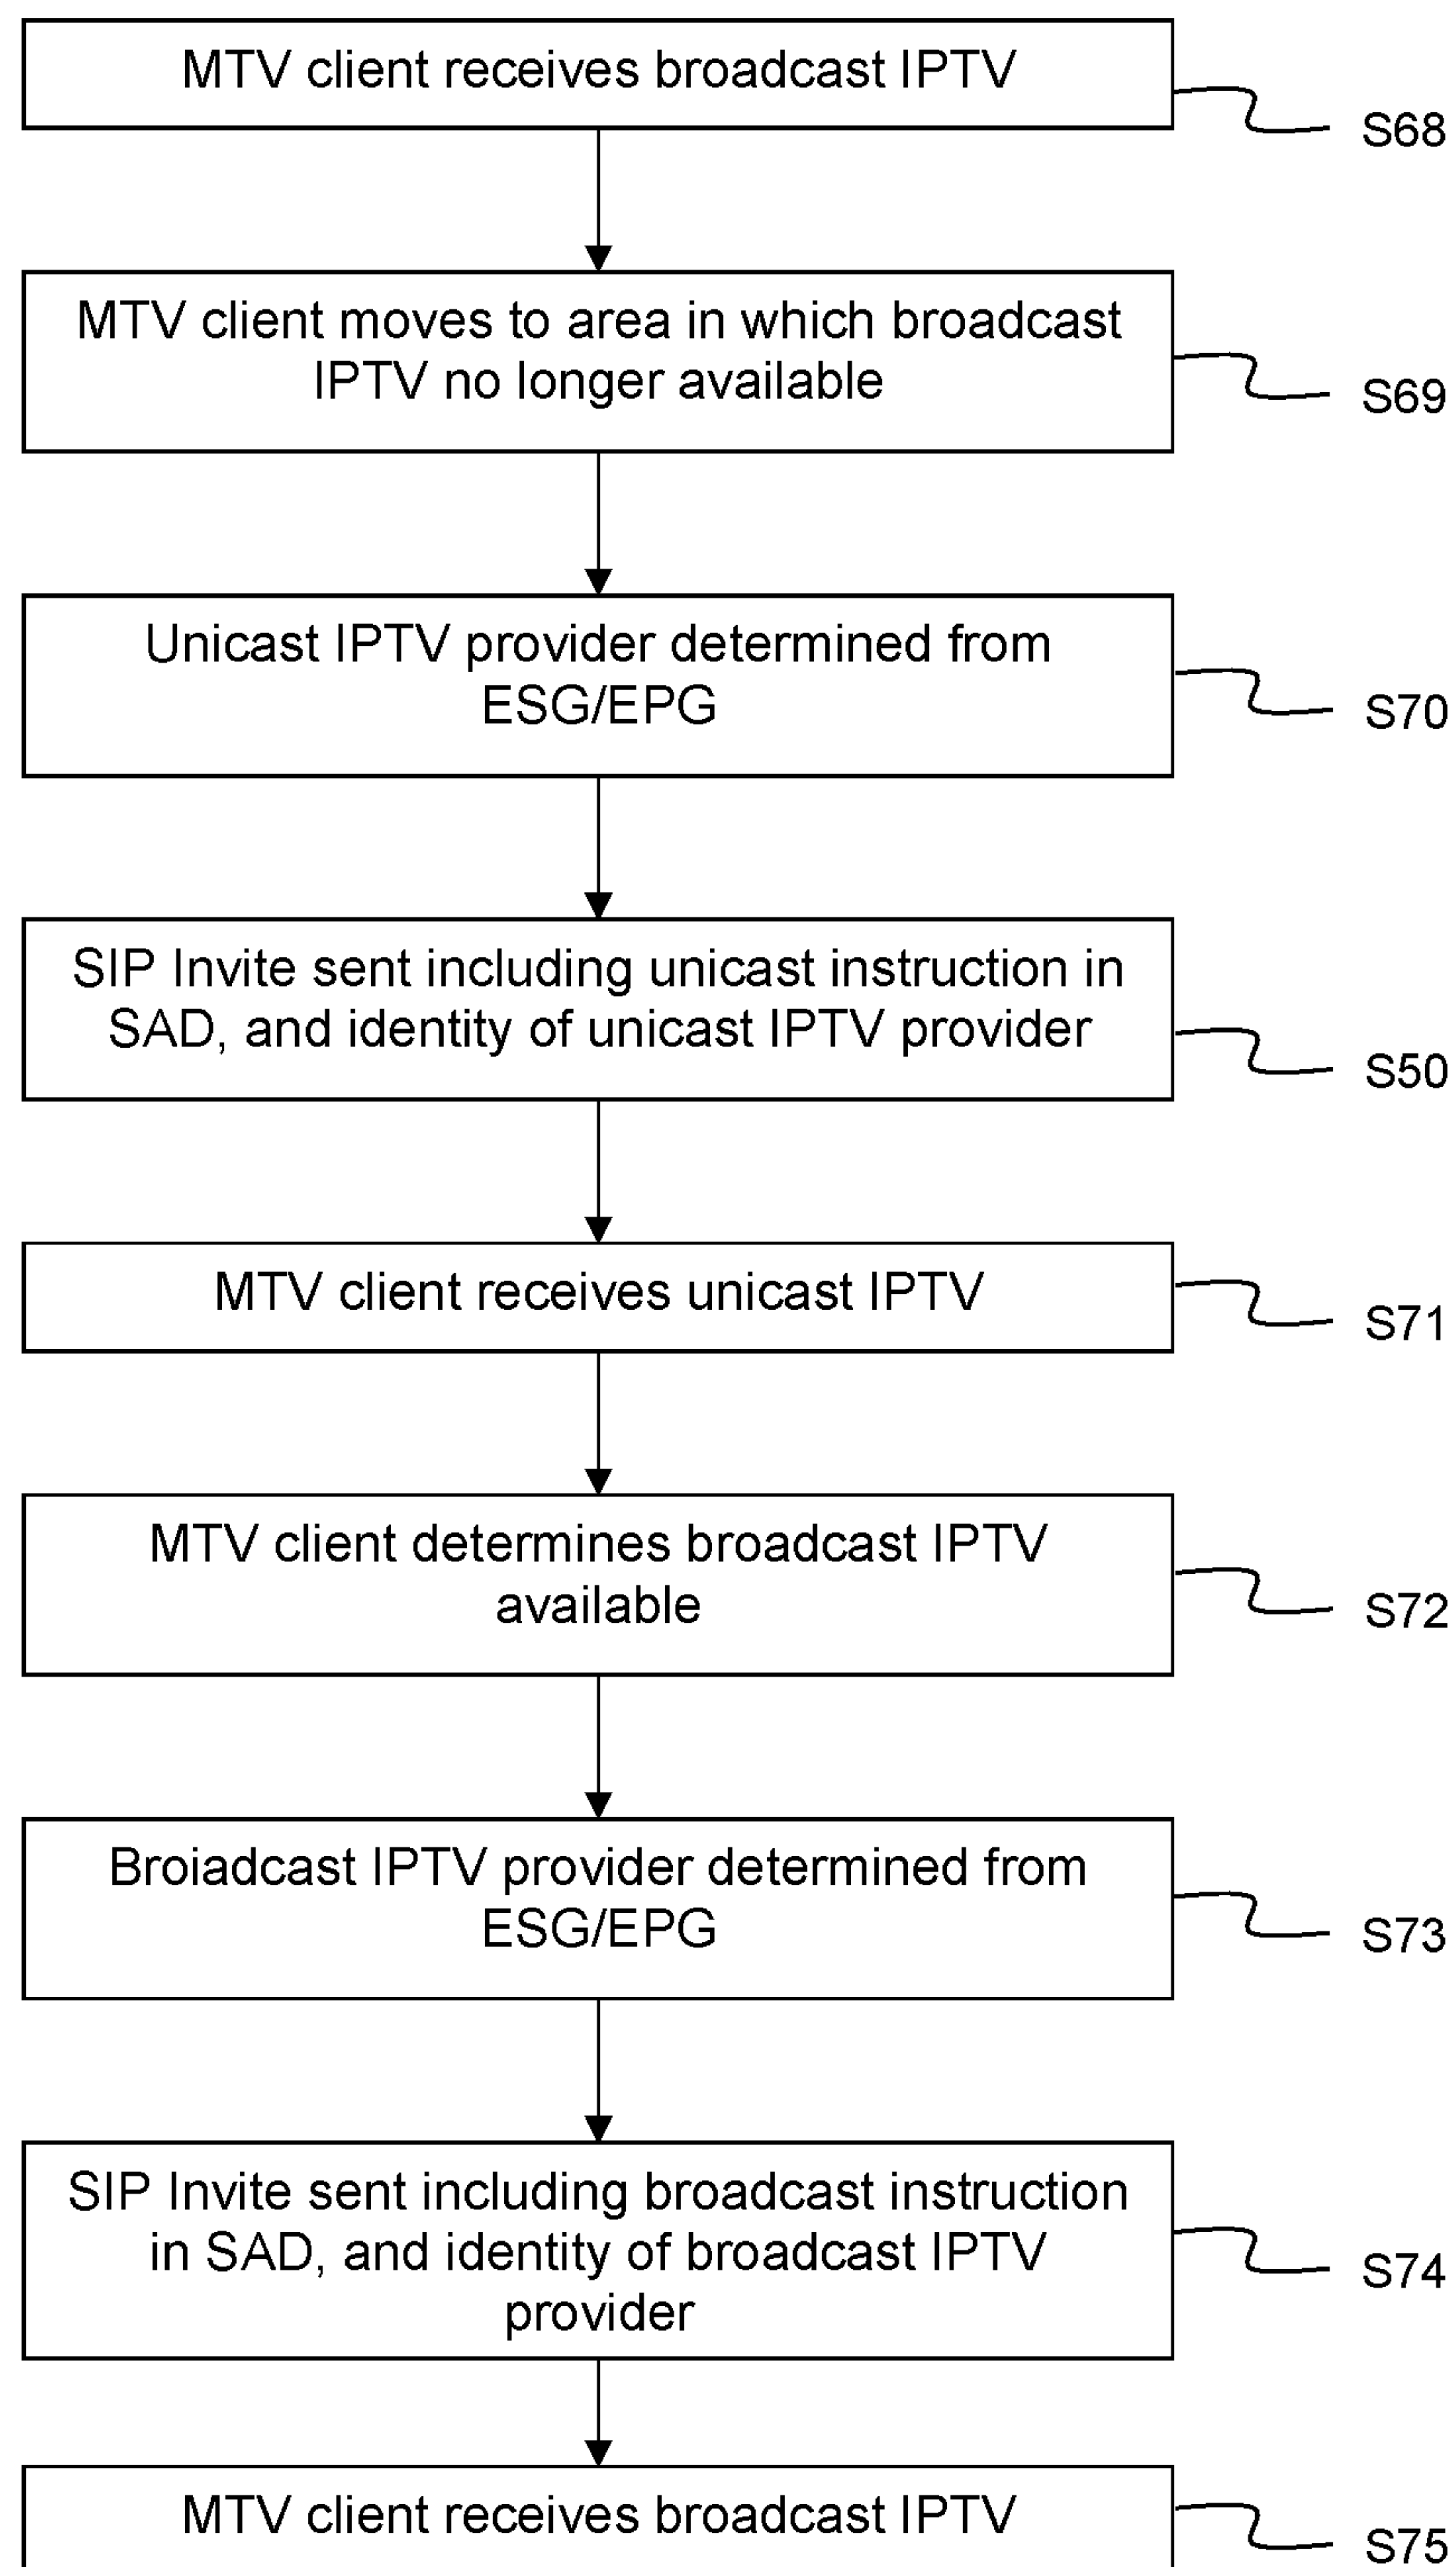 MTV client receives broadcast IPTV
S68
MTV client moves to area in which broadcast
IPTV no longer available
S69
Unicast IPTV provider determined from
ESG/EPG
S70
SIP Invite sent including unicast instruction in
SAD, and identity of unicast IPTV provider
S50
MTV client receives unicast IPTV
S71
MTV client determines broadcast IPTV
available
S72
Broiadcast IPTV provider determined from
ESG/EPG
S73
SIP Invite sent including broadcast instruction
in SAD, and identity of broadcast IPTV
provider
S74
MTV client receives broadcast IPTV
S75